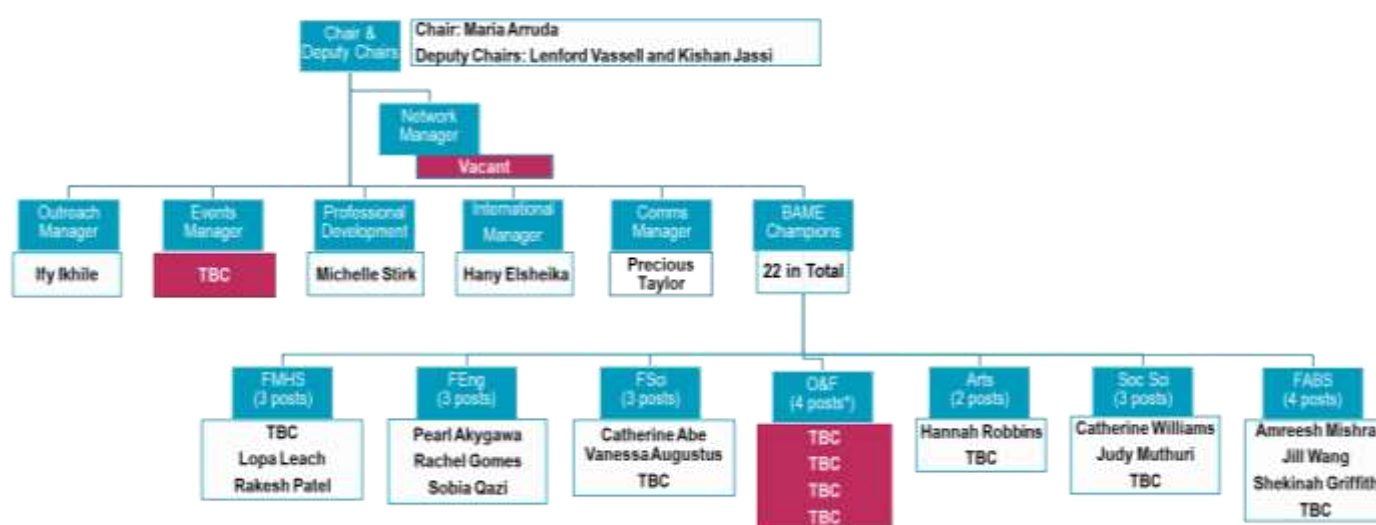 Chair &
Deputy Chairs
Chair: Maria Arruda
Deputy Chairs: Lenford Vassell and Kishan Jassi
Network
Manager
Vacant
Outreach
Manager
Ify Ikhile
Events
Manager
TBC
Professional
Development
Michelle Stirk
International
Manager
Hany Elsheika
Comms
Manager
Precious
Taylor
BAME
Champions
22 in Total
FMHS
(3 posts)
TBC
Lopa Leach
Rakesh Patel
FEng
(3 posts)
Pearl Akygawa
Rachel Gomes
Sobia Qazi
FSci
(3 posts)
Catherine Abe
Vanessa Augustus
TBC
O&F
(4 posts*)
TBC
TBC
TBC
TBC
Arts
(2 posts)
Hannah Robbins
TBC
Soc Sci
(3 posts)
Catherine Williams
Judy Muthuri
TBC
FABS
(4 posts)
Amreesh Mishra
Jill Wang
Shekinah Griffith
TBC